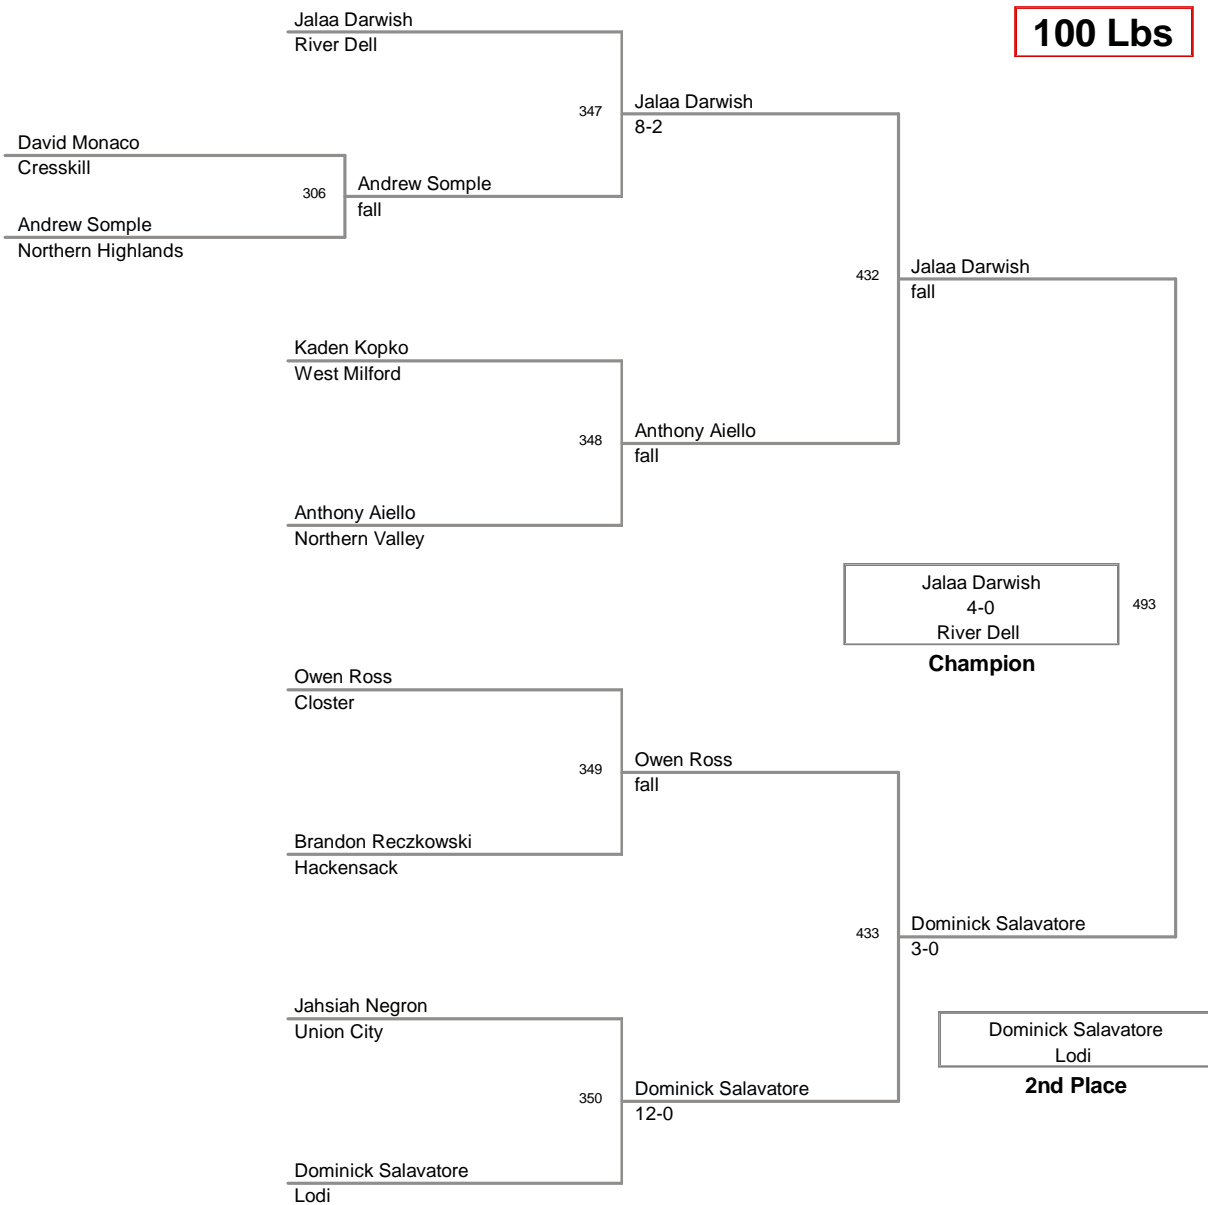 100 Lbs
Jalaa Darwish
River Dell
347
Jalaa Darwish
8-2
David Monaco
Cresskill
306
Andrew Somple
fall
Andrew Somple
Northern Highlands
432
Jalaa Darwish
fall
Kaden Kopko
West Milford
348
Anthony Aiello
fall
Anthony Aiello
Northern Valley
Jalaa Darwish
4-0
River Dell
493
Champion
Owen Ross
Closter
349
Owen Ross
fall
Brandon Reczkowski
Hackensack
433
Dominick Salavatore
3-0
Jahsiah Negron
Union City
Dominick Salavatore
Lodi
2nd Place
350
Dominick Salavatore
12-0
Dominick Salavatore
Lodi